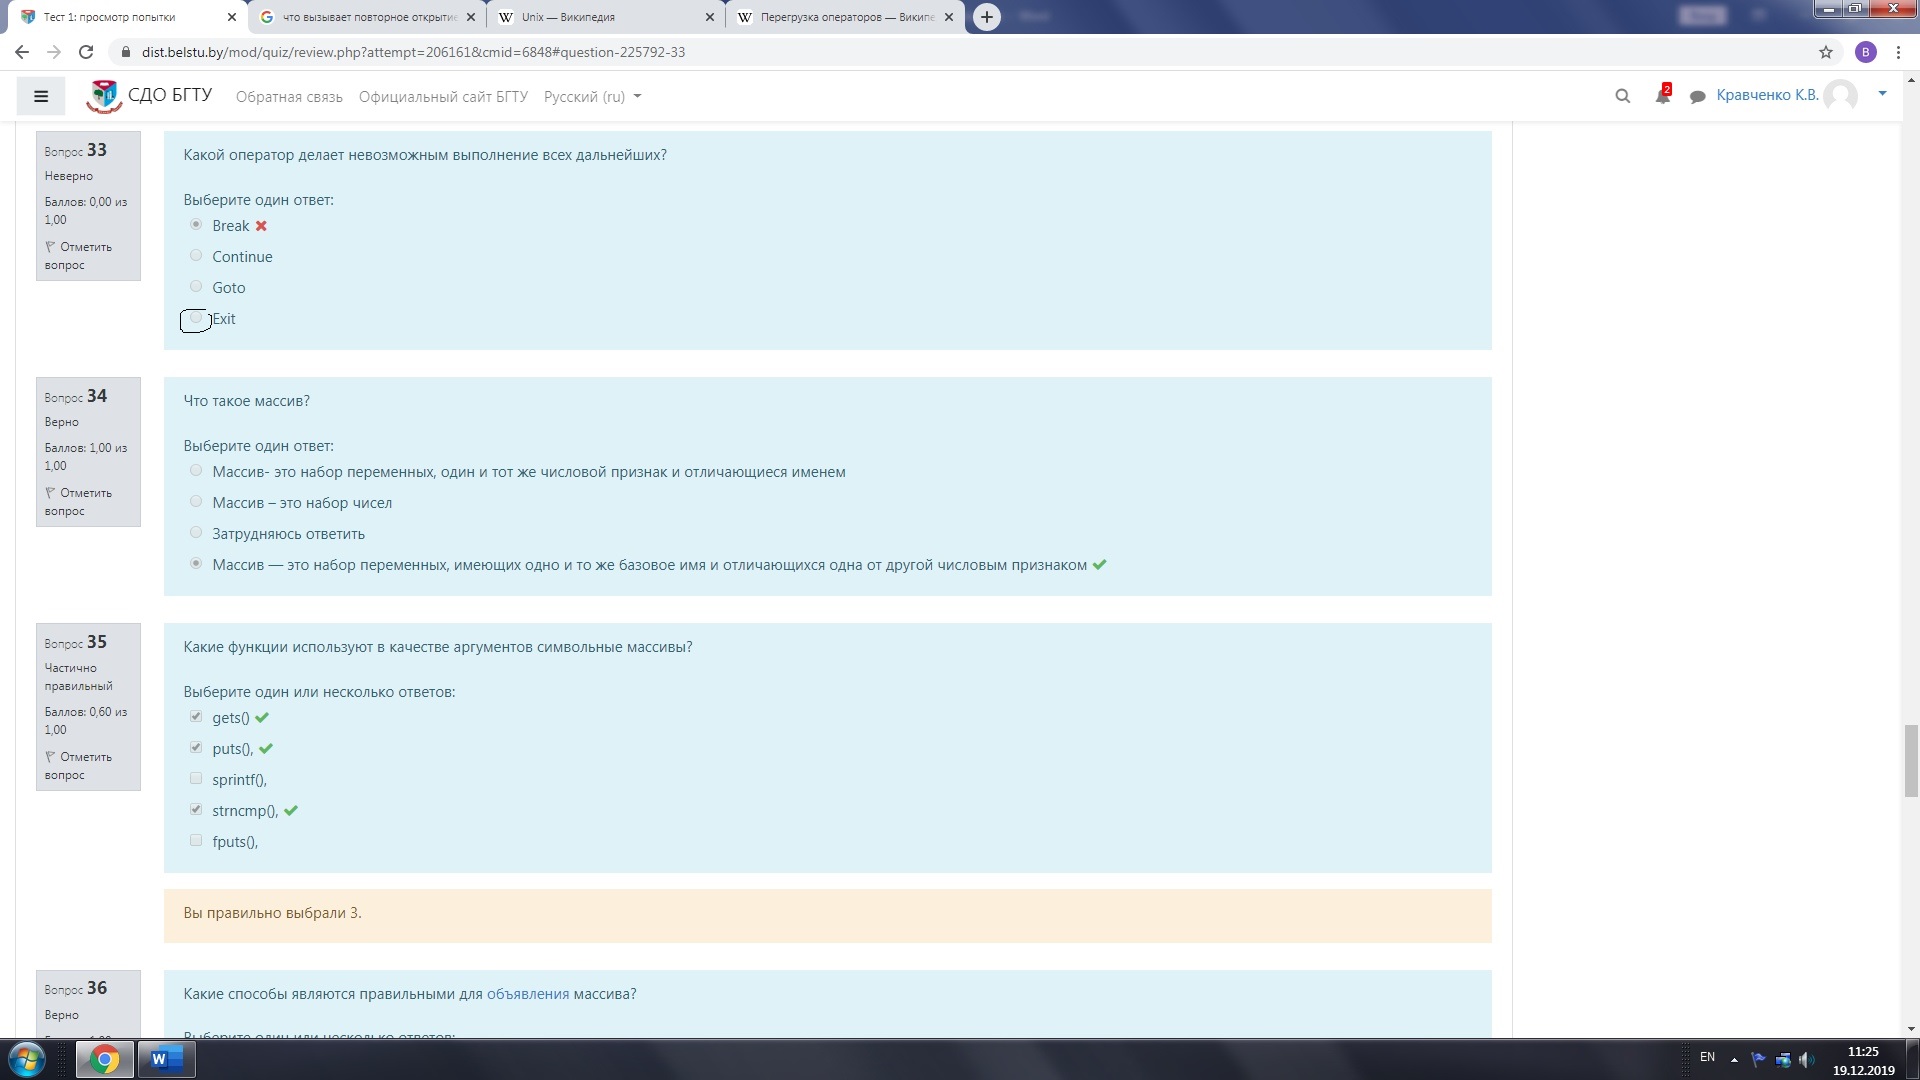 Тест 1: просмотр попытки
что вызывает повторное открытие
Unix — Википедия
Перегрузка операторов — Википе
dist.belstu.by/mod/quiz/review.php?attempt=206161&cmid=6848#question-225792-33
B
СДО БГТУ
Обратная связь
Официальный сайт БГТУ
Русский (ru)
2
Кравченко К.В.
Вопрос 33
Неверно
Баллов: 0,00 из
1,00
Отметить
вопрос
Какой оператор делает невозможным выполнение всех дальнейших?
Выберите один ответ:
Break
Continue
Goto
Exit
Вопрос 34
Верно
Баллов: 1,00 из
1,00
Отметить
вопрос
Что такое массив?
Выберите один ответ:
Массив- это набор переменных, один и тот же числовой признак и отличающиеся именем
Массив – это набор чисел
Затрудняюсь ответить
Массив — это набор переменных, имеющих одно и то же базовое имя и отличающихся одна от другой числовым признаком
Вопрос 35
Частично
правильный
Баллов: 0,60 из
1,00
Отметить
вопрос
Какие функции используют в качестве аргументов символьные массивы?
Выберите один или несколько ответов:
gets()
puts(),
sprintf(),
strncmp(),
fputs(),
Вы правильно выбрали 3.
Вопрос 36
Верно
Какие способы являются правильными для объявления массива?
Выберите один или несколько ответов:
EN
11:25
19.12.2019